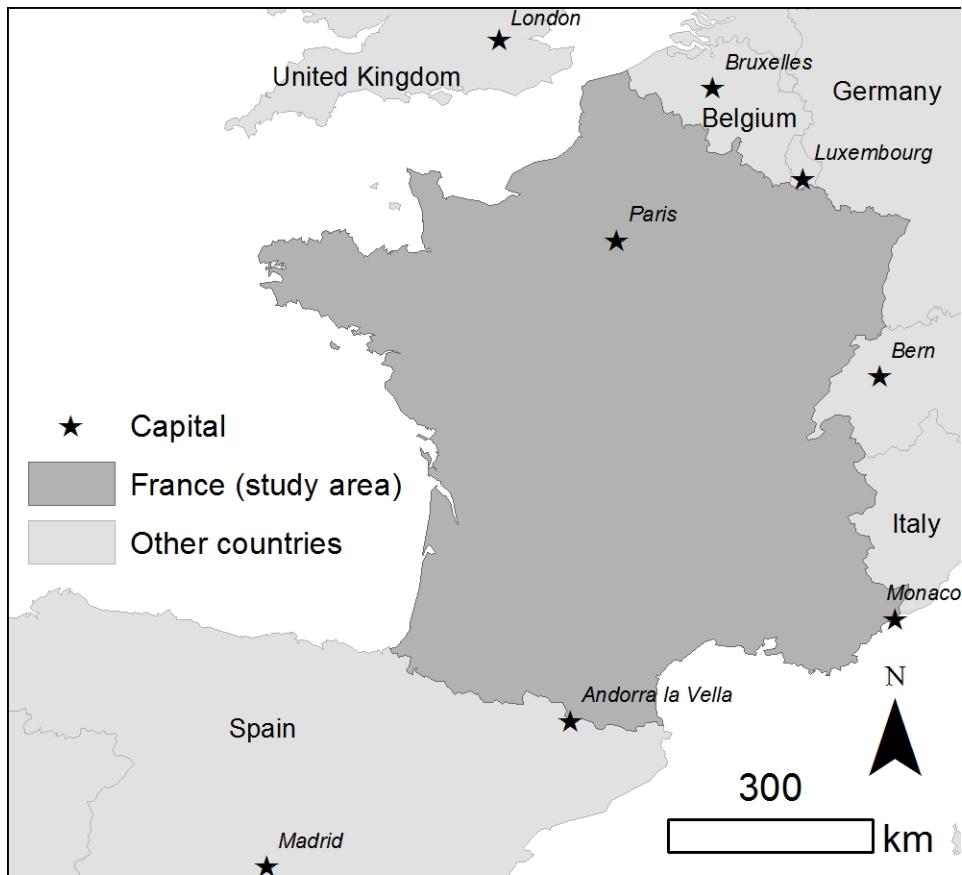 London
United Kingdom
Bruxelles
Belgium
Germany
Luxembourg
Paris
Bern
Capital
France (study area)
Other countries
Italy
Monaco
N
Andorra la Vella
Spain
300
km
Madrid